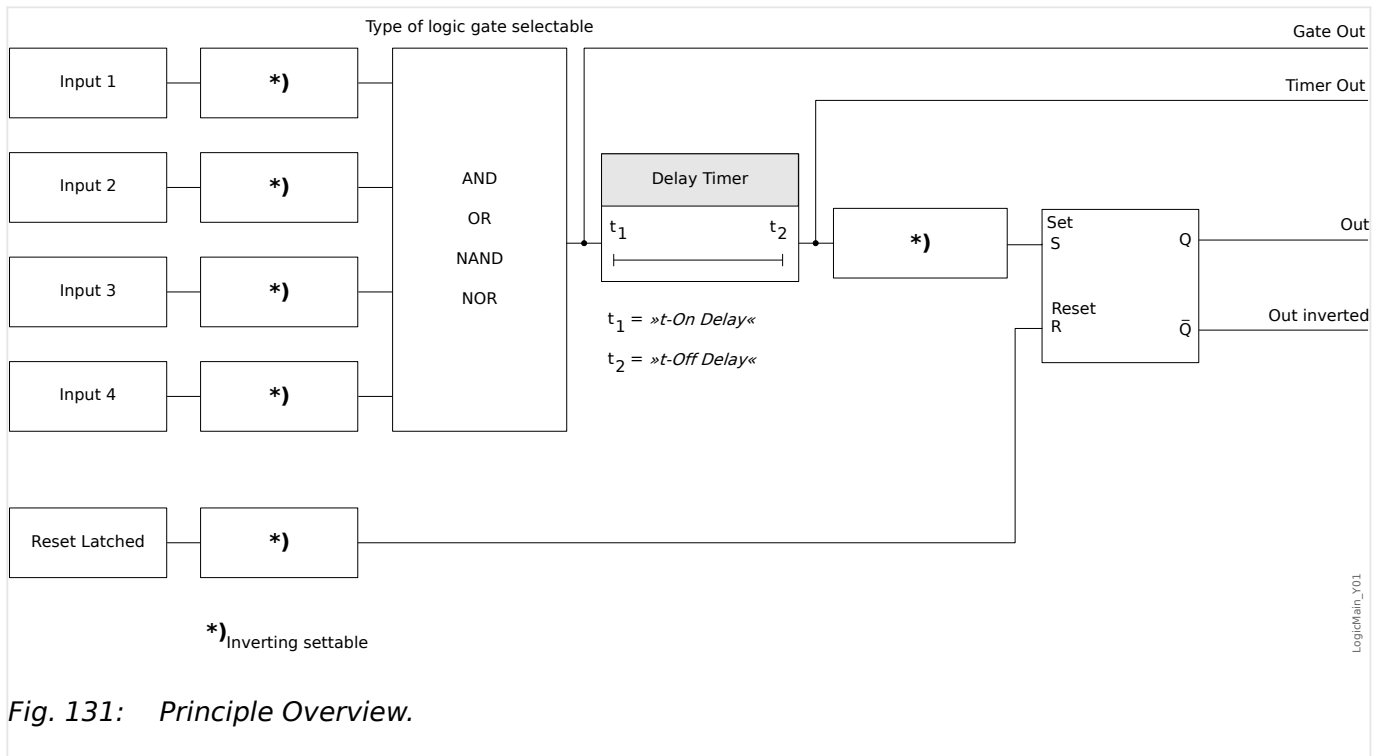 Type of logic gate selectable
Gate Out
Input 1
*)
Timer Out
Input 2
*)
AND
OR
NAND
NOR
Delay Timer
t1
t2
*)
Set
S
Q
Out
Reset
R
Q̄
Out inverted
Input 3
*)
t1 = »t-On Delay«
t2 = »t-Off Delay«
Input 4
*)
Reset Latched
*)
*)Inverting settable
LogicMain_Y01
Fig. 131: Principle Overview.